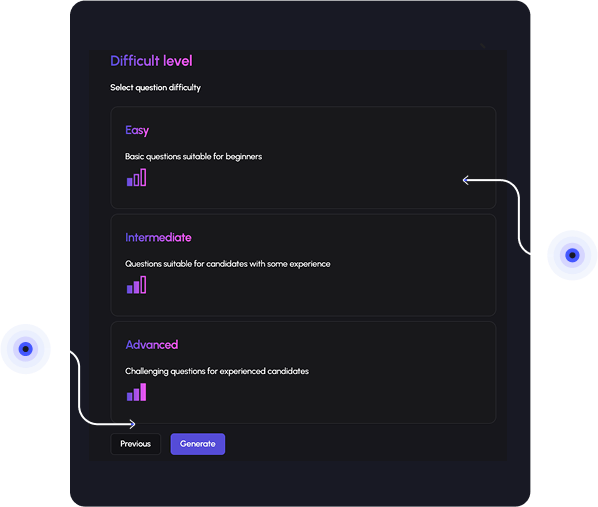 Difficult level
Select question difficulty
Easy
Basic questions suitable for beginners
Intermediate
Questions suitable for candidates with some experience
Advanced
Challenging questions for experienced candidates
Previous Generate